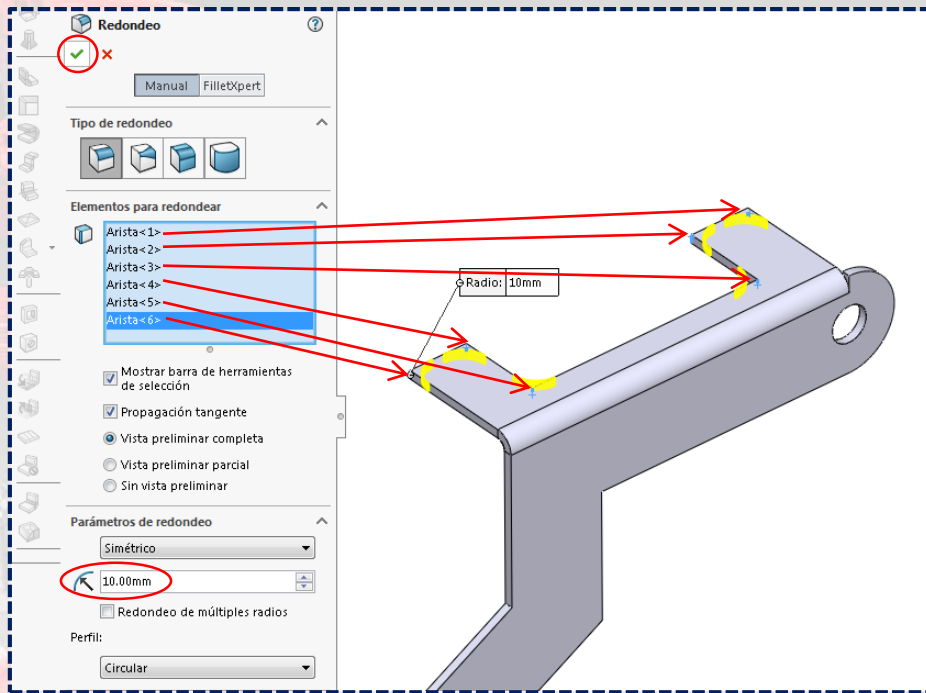 Redondeo
Manual FilletXpert
Tipo de redondeo
Elementos para redondear
Arista<1>
Arista<2>
Arista<3>
Arista<4>
Arista<5>
Arista<6>
Mostrar barra de herramientas
de selección
Propagación tangente
Vista preliminar completa
Vista preliminar parcial
Sin vista preliminar
Parámetros de redondeo
Simétrico
10.00mm
Redondeo de múltiples radios
Perfil:
Circular
Radio: 10mm